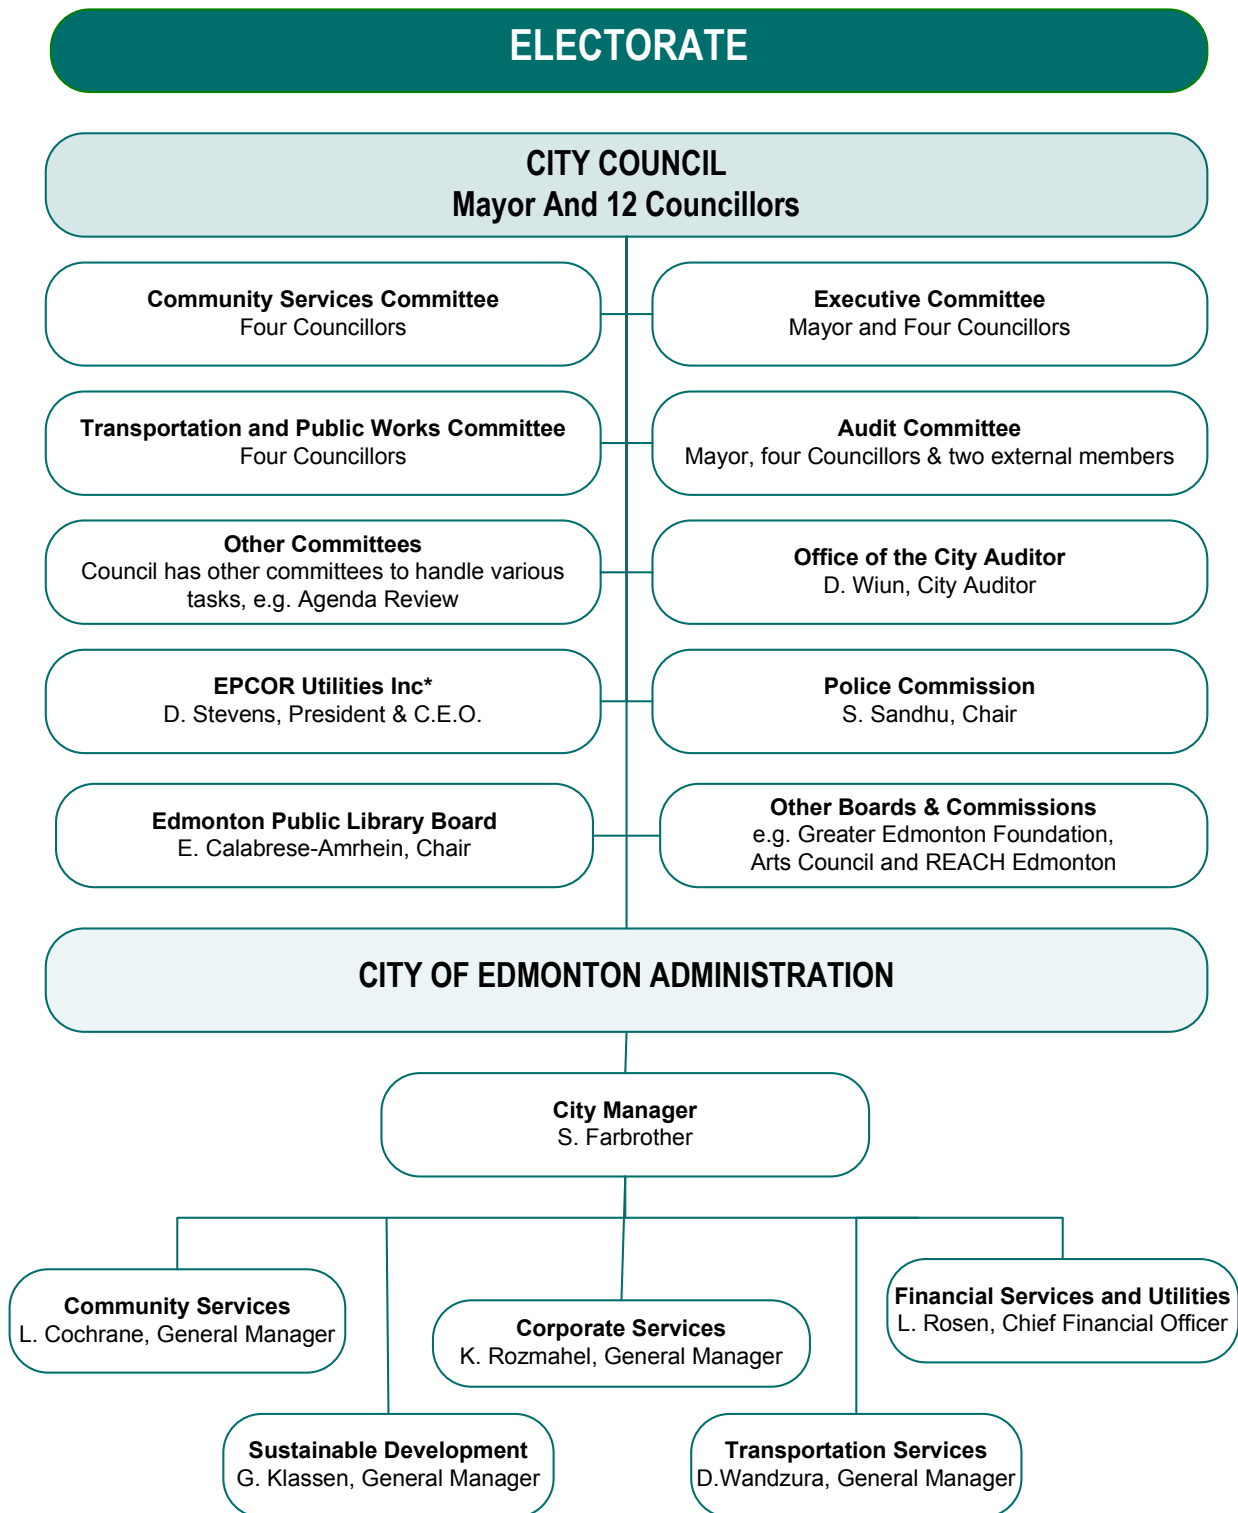 ELECTORATE
CITY COUNCIL
Mayor And 12 Councillors
Community Services Committee
Four Councillors
Executive Committee
Mayor and Four Councillors
Transportation and Public Works Committee
Four Councillors
Audit Committee
Mayor, four Councillors & two external members
Other Committees
Council has other committees to handle various
tasks, e.g. Agenda Review
Office of the City Auditor
D. Wiun, City Auditor
EPCOR Utilities Inc*
D. Stevens, President & C.E.O.
Police Commission
S. Sandhu, Chair
Edmonton Public Library Board
E. Calabrese-Amrhein, Chair
Other Boards & Commissions
e.g. Greater Edmonton Foundation,
Arts Council and REACH Edmonton
CITY OF EDMONTON ADMINISTRATION
City Manager
S. Farbrother
Community Services
L. Cochrane, General Manager
Corporate Services
K. Rozmahel, General Manager
Financial Services and Utilities
L. Rosen, Chief Financial Officer
Sustainable Development
G. Klassen, General Manager
Transportation Services
D.Wandzura, General Manager